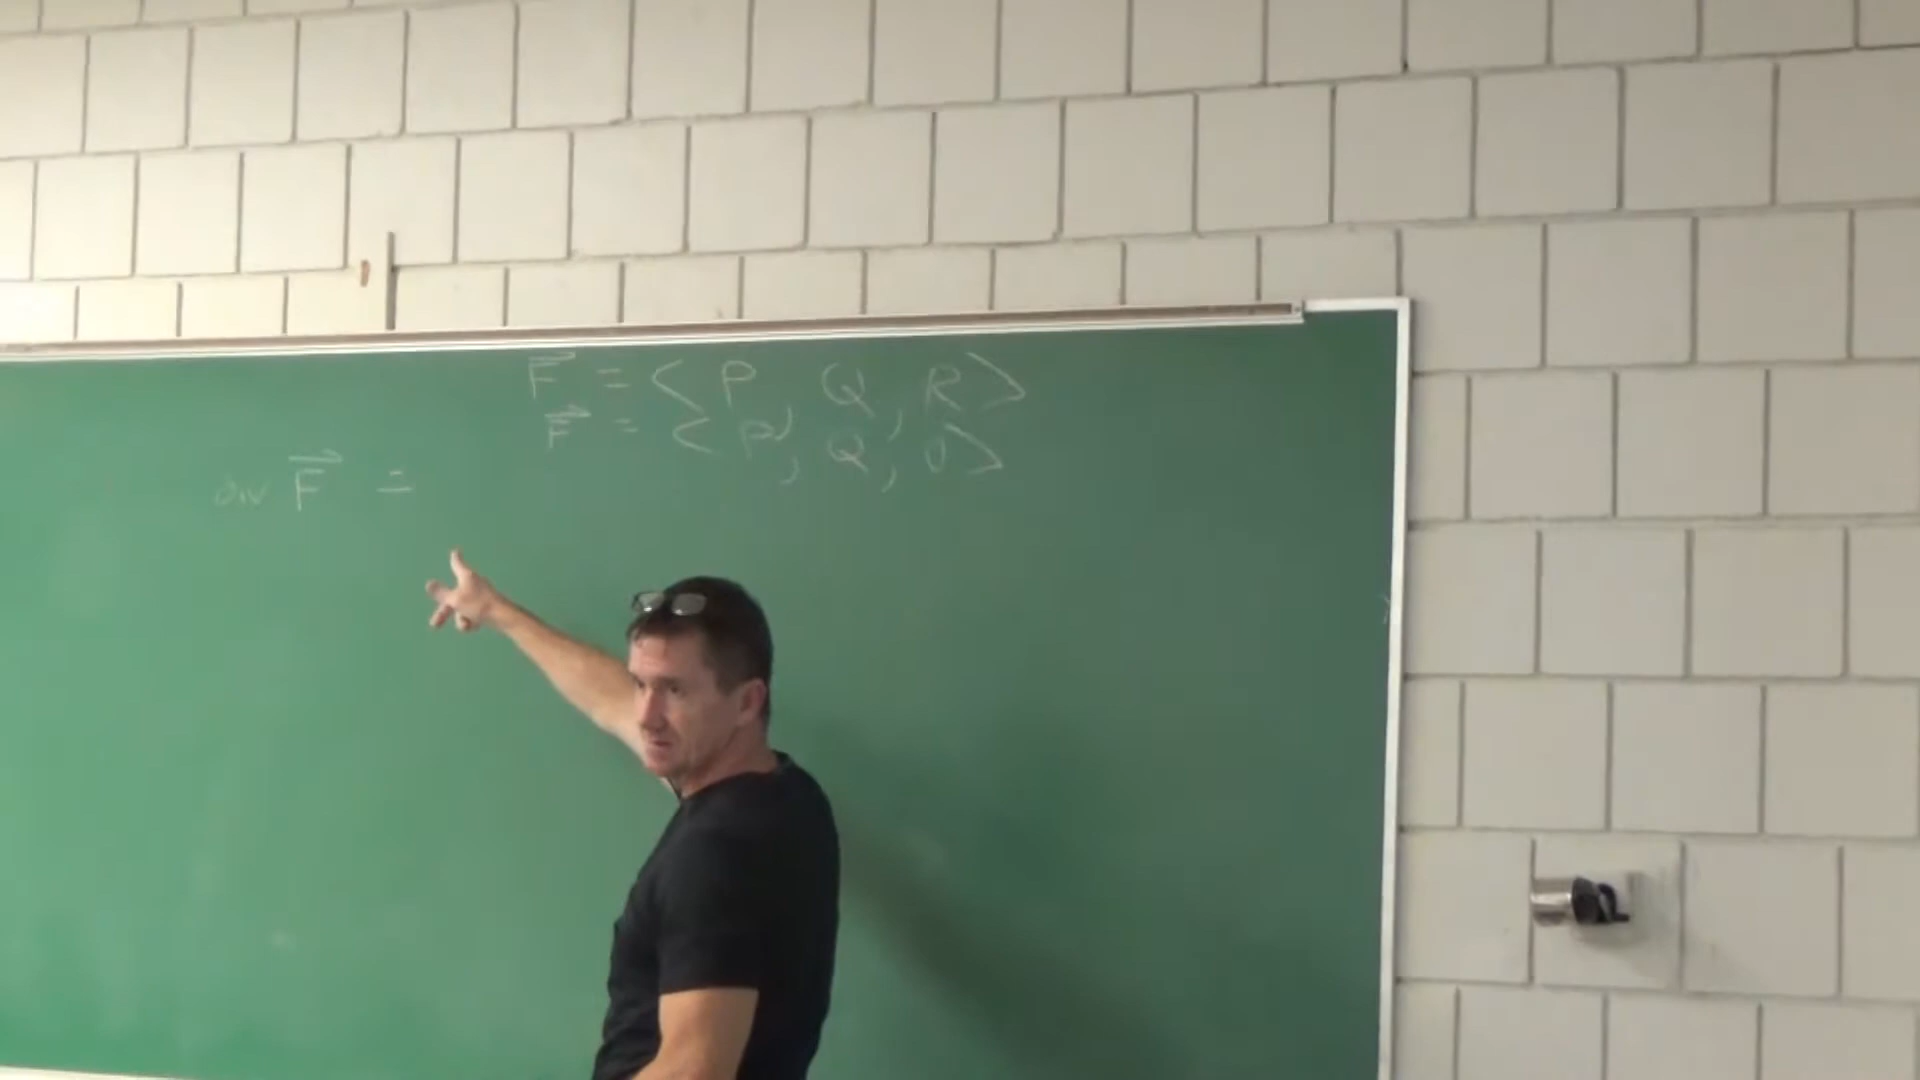 F⃗ = < P , Q , R >
F⃗ = < P , Q , 0 >
div F⃗ =